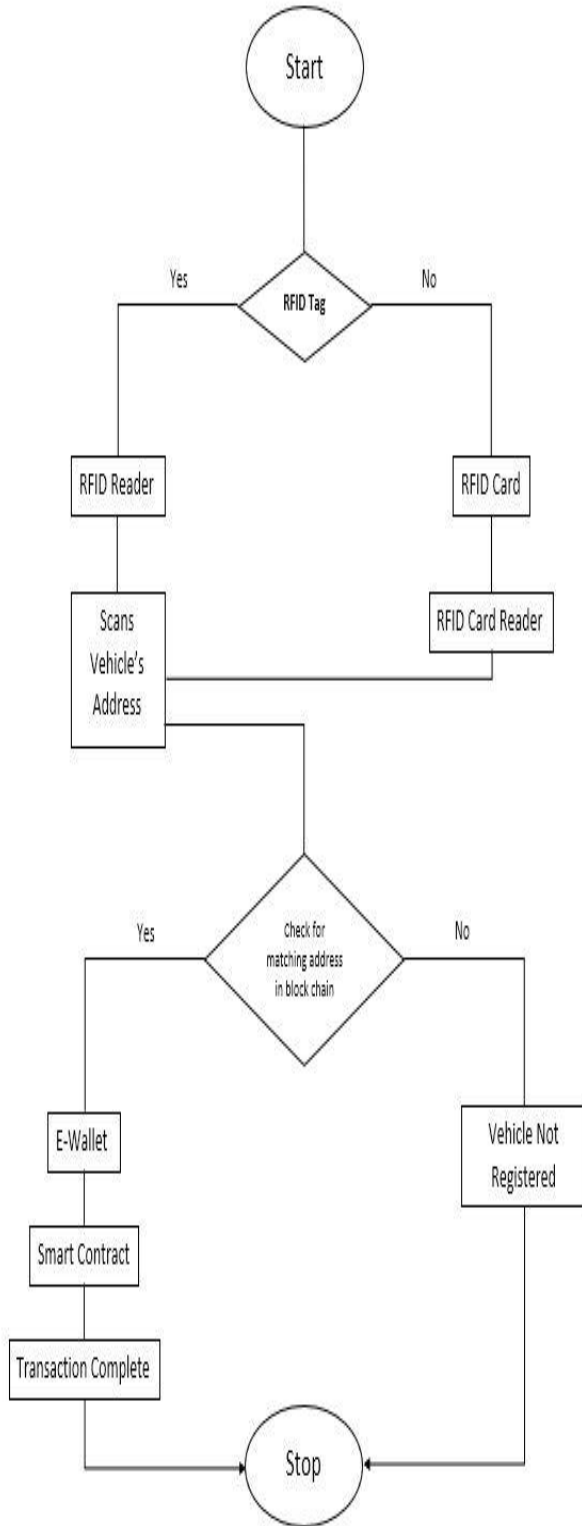 Start
Yes
No
RFID Tag
RFID Reader
RFID Card
Scans
Vehicle's
Address
RFID Card Reader
Yes
No
Check for
matching address
in block chain
E-Wallet
Vehicle Not
Registered
Smart Contract
Transaction Complete
Stop